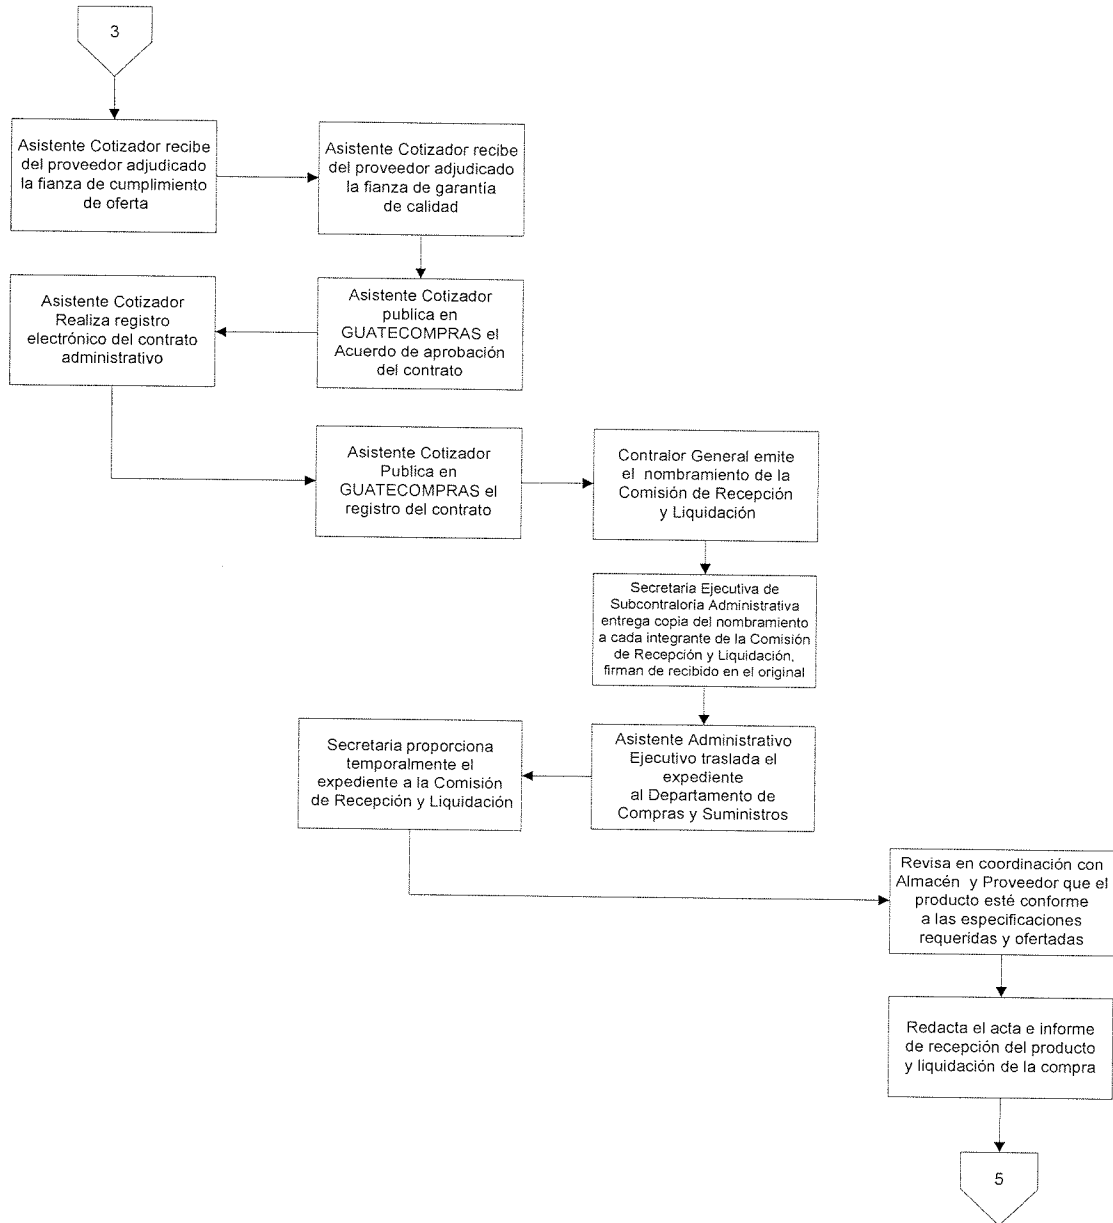 3
Asistente Cotizador recibe
del proveedor adjudicado
la fianza de cumplimiento
de oferta
Asistente Cotizador recibe
del proveedor adjudicado
la fianza de garantía
de calidad
Asistente Cotizador
publica en
GUATECOMPRAS el
Acuerdo de aprobación
del contrato
Asistente Cotizador
Realiza registro
electrónico del contrato
administrativo
Asistente Cotizador
Publica en
GUATECOMPRAS el
registro del contrato
Contralor General emite
el nombramiento de la
Comisión de Recepción
y Liquidación
Secretaria Ejecutiva de
Subcontraloría Administrativa
entrega copia del nombramiento
a cada integrante de la Comisión
de Recepción y Liquidación,
firman de recibido en el original
Asistente Administrativo
Ejecutivo traslada el
expediente
al Departamento de
Compras y Suministros
Secretaria proporciona
temporalmente el
expediente a la Comisión
de Recepción y Liquidación
Revisa en coordinación con
Almacén y Proveedor que el
producto esté conforme
a las especificaciones
requeridas y ofertadas
Redacta el acta e informe
de recepción del producto
y liquidación de la compra
5